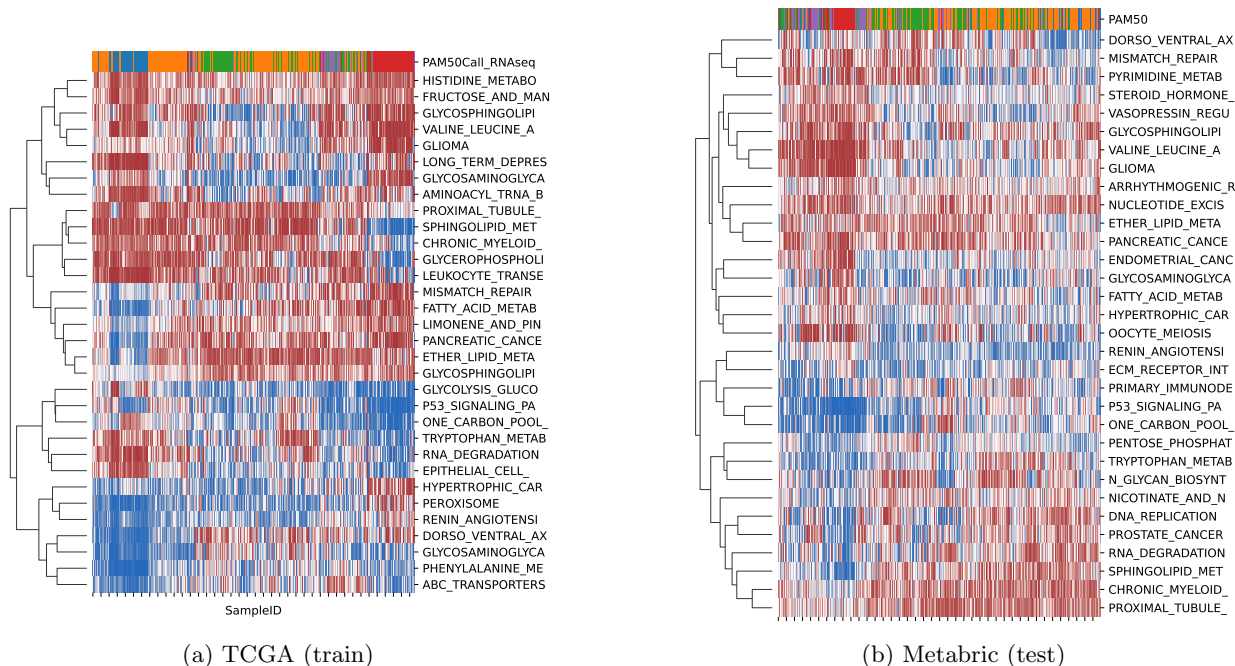 PAM50Call_RNAseq
HISTIDINE_METABO
FRUCTOSE_AND_MAN
GLYCOSPHINGOLIPI
VALINE_LEUCINE_A
GLIOMA
LONG_TERM_DEPRES
GLYCOSAMINOGLYCA
AMINOACYL_TRNA_B
PROXIMAL_TUBULE_
SPHINGOLIPID_MET
CHRONIC_MYELOID_
GLYCEROPHOSPHOLI
LEUKOCYTE_TRANSE
MISMATCH_REPAIR
FATTY_ACID_METAB
LIMONENE_AND_PIN
PANCREATIC_CANCE
ETHER_LIPID_META
GLYCOSPHINGOLIPI
GLYCOLYSIS_GLUCO
P53_SIGNALING_PA
ONE_CARBON_POOL_
TRYPTOPHAN_METAB
RNA_DEGRADATION
EPITHELIAL_CELL_
HYPERTROPHIC_CAR
PEROXISOME
RENIN_ANGIOTENSI
DORSO_VENTRAL_AX
GLYCOSAMINOGLYCA
PHENYLALANINE_ME
ABC_TRANSPORTERS
SampleID
(a) TCGA (train)
PAM50
DORSO_VENTRAL_AX
MISMATCH_REPAIR
PYRIMIDINE_METAB
STEROID_HORMONE_
VASOPRESSIN_REGU
GLYCOSPHINGOLIPI
VALINE_LEUCINE_A
GLIOMA
ARRHYTHMOGENIC_R
NUCLEOTIDE_EXCIS
ETHER_LIPID_META
PANCREATIC_CANCE
ENDOMETRIAL_CANC
GLYCOSAMINOGLYCA
FATTY_ACID_METAB
HYPERTROPHIC_CAR
OOCYTE_MEIOSIS
RENIN_ANGIOTENSI
ECM_RECEPTOR_INT
PRIMARY_IMMUNODE
P53_SIGNALING_PA
ONE_CARBON_POOL_
PENTOSE_PHOSPHAT
TRYPTOPHAN_METAB
N_GLYCAN_BIOSYNT
NICOTINATE_AND_N
DNA_REPLICATION
PROSTATE_CANCER
RNA_DEGRADATION
SPHINGOLIPID_MET
CHRONIC_MYELOID_
PROXIMAL_TUBULE_
(b) Metabric (test)